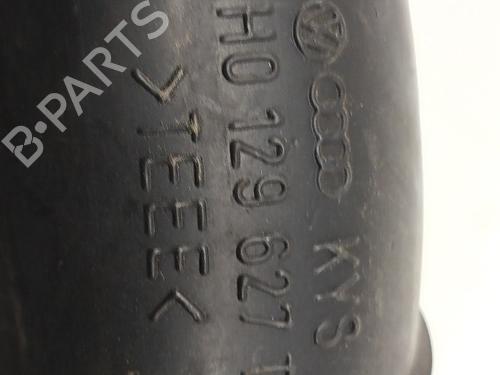 B-PARTS
KYS
H0 129 627
>TEEE<